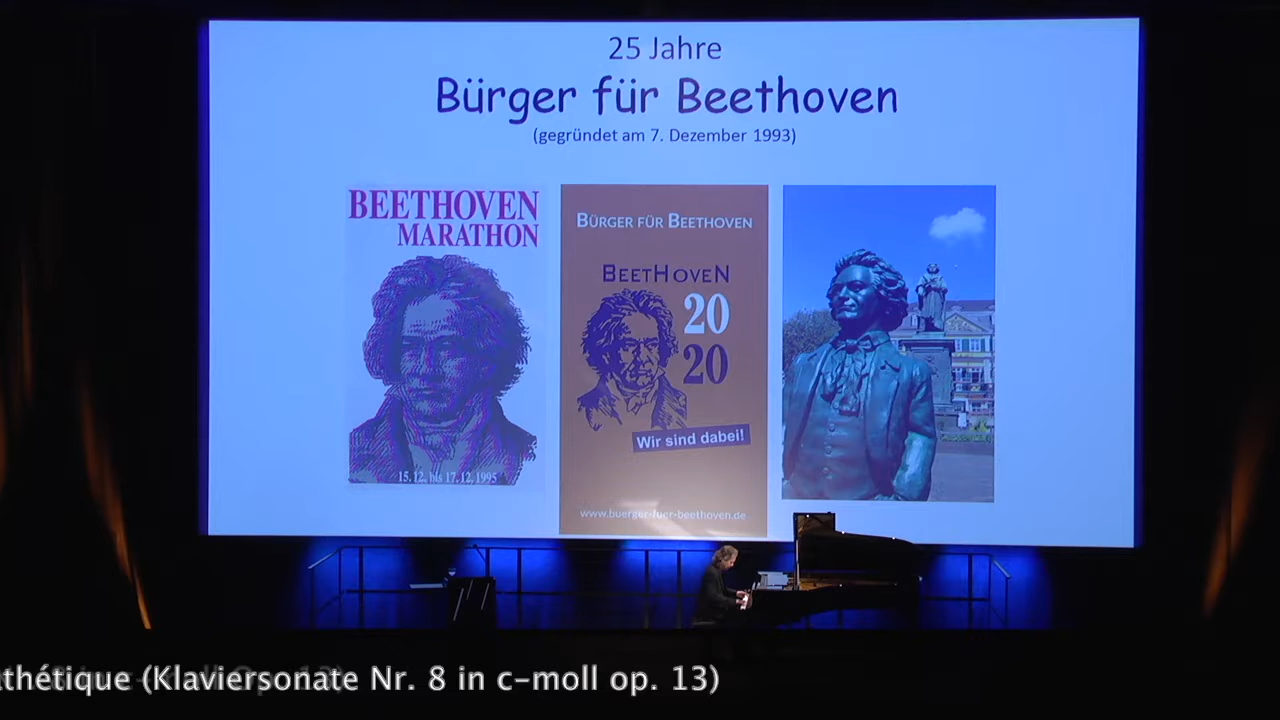 25 Jahre
Bürger für Beethoven
(gegründet am 7. Dezember 1993)
BEETHOVEN
MARATHON
15. 12. bis 17. 12. 1995
BÜRGER FÜR BEETHOVEN
BEETHOVEN
20
20
Wir sind dabei!
www.buerger-fuer-beethoven.de
(Klaviersonate Nr. 8 in c-moll op. 13)